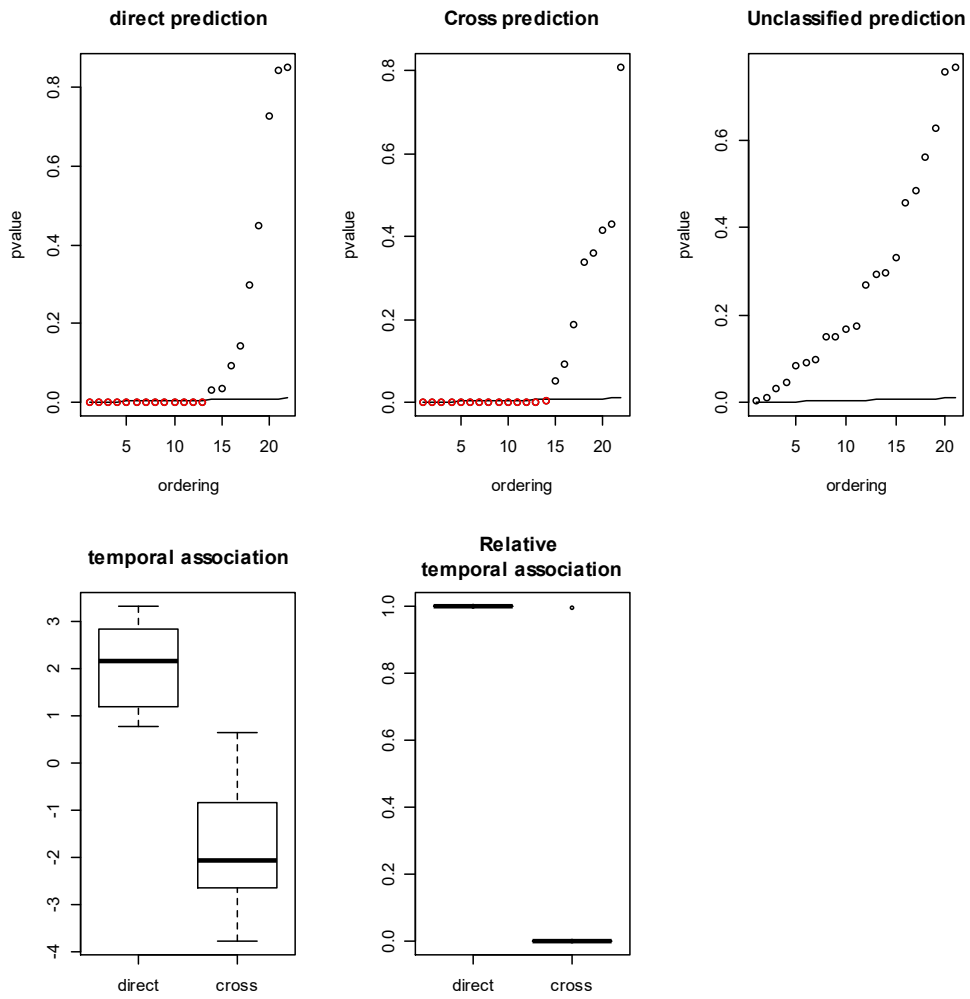 direct prediction
pvalue
0.0 0.2 0.4 0.6 0.8
5 10 15 20
ordering
Cross prediction
pvalue
0.0 0.2 0.4 0.6 0.8
5 10 15 20
ordering
Unclassified prediction
pvalue
0.0 0.2 0.4 0.6
5 10 15 20
ordering
temporal association
-4 -3 -2 -1 0 1 2 3
direct cross
Relative
temporal association
0.0 0.2 0.4 0.6 0.8 1.0
direct cross